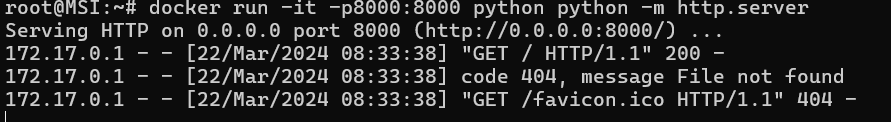 root@MSI:~# docker run -it -p8000:8000 python python -m http.server
Serving HTTP on 0.0.0.0 port 8000 (http://0.0.0.0:8000/) ...
172.17.0.1 - - [22/Mar/2024 08:33:38] "GET / HTTP/1.1" 200 -
172.17.0.1 - - [22/Mar/2024 08:33:38] code 404, message File not found
172.17.0.1 - - [22/Mar/2024 08:33:38] "GET /favicon.ico HTTP/1.1" 404 -